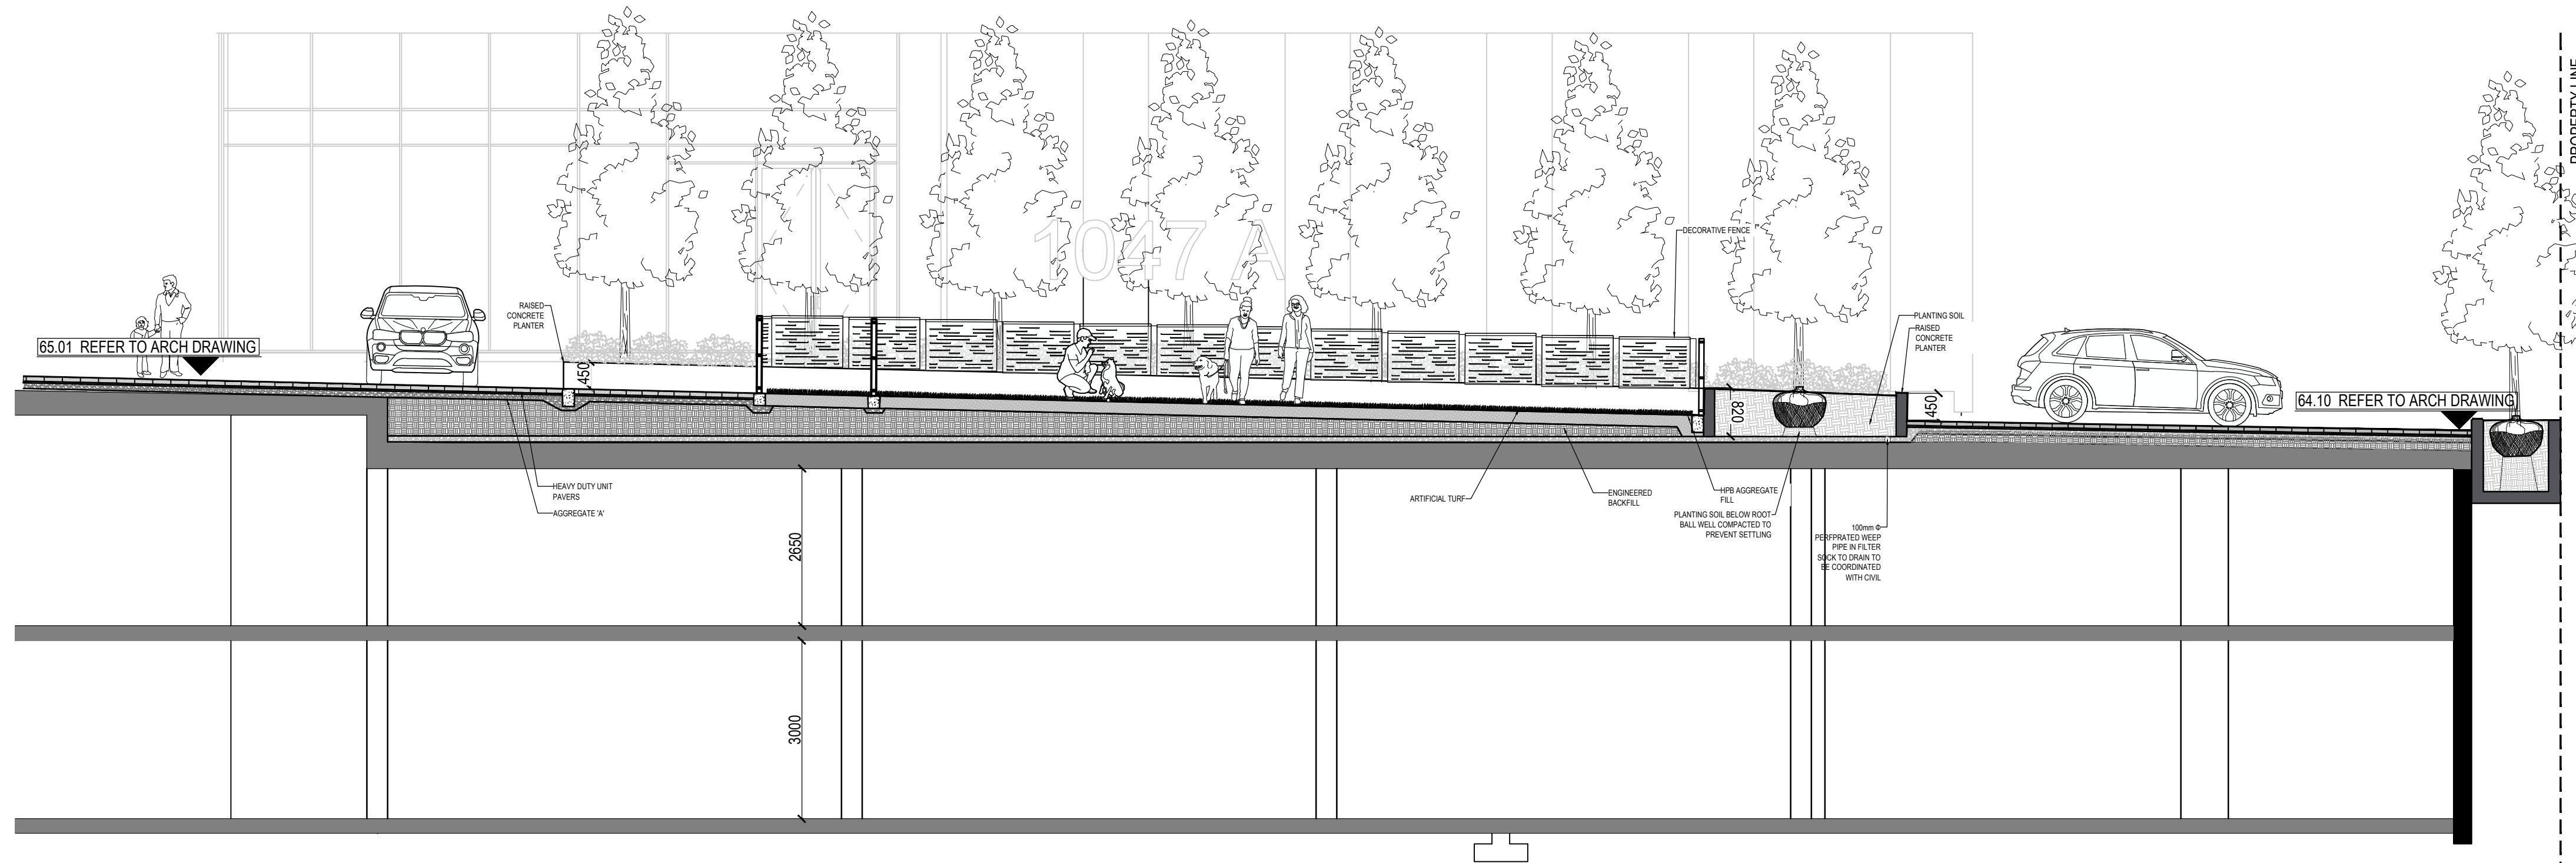 PROPERTY LINE
1047 A
DECORATIVE FENCE
RAISED
CONCRETE
PLANTER
PLANTING SOIL
RAISED
CONCRETE
PLANTER
65.01 REFER TO ARCH DRAWING
450
820
450
64.10 REFER TO ARCH DRAWING
HEAVY DUTY UNIT
PAVERS
AGGREGATE 'A'
ARTIFICIAL TURF
ENGINEERED
BACKFILL
HPB AGGREGATE
FILL
PLANTING SOIL BELOW ROOT
BALL WELL COMPACTED TO
PREVENT SETTLING
100mm Φ
PERFPRATED WEEP
PIPE IN FILTER
SOCK TO DRAIN TO
BE COORDINATED
WITH CIVIL
2650
3000